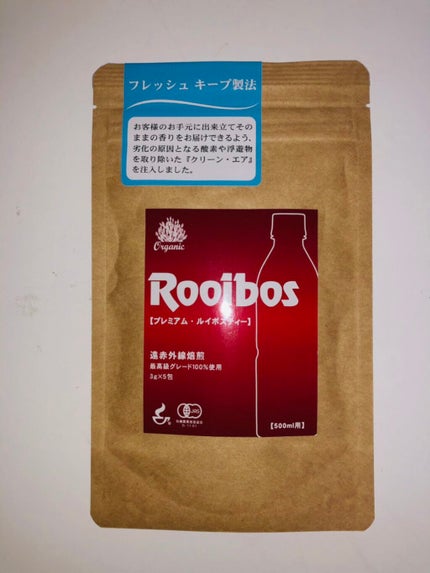 フレッシュ キープ製法
お客様のお手元に出来立てその
ままの香りをお届けできるよう、
劣化の原因となる酸素や浮遊物
を取り除いた『クリーン・エア』
を注入しました。
Organic
Rooibos
【プレミアム・ルイボスティー】
遠赤外線焙煎
最高級グレード100%使用
3g×5包
JAS
【500ml用】